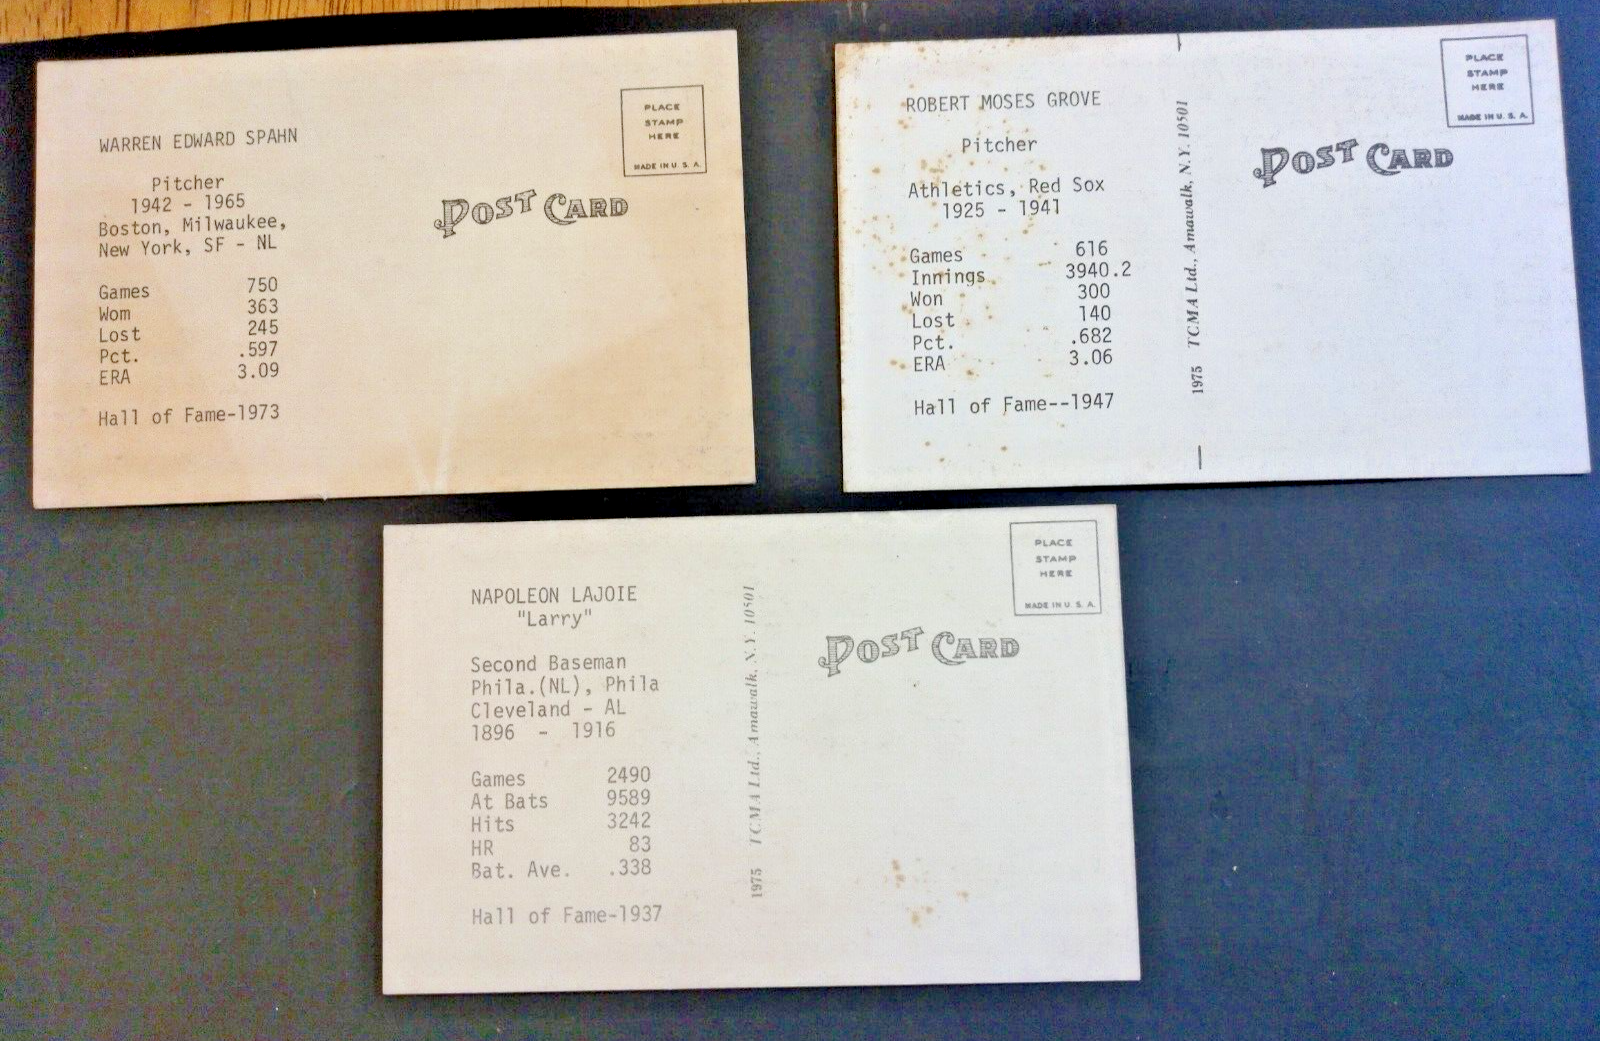 WARREN EDWARD SPAHN
Pitcher
1942 - 1965
Boston, Milwaukee,
New York, SF - NL
Games 750
Wom 363
Lost 245
Pct. .597
ERA 3.09
Hall of Fame-1973
POST CARD
PLACE
STAMP
HERE
MADE IN U. S. A.
ROBERT MOSES GROVE
Pitcher
Athletics, Red Sox
1925 - 1941
Games 616
Innings 3940.2
Won 300
Lost 140
Pct. .682
ERA 3.06
Hall of Fame--1947
1975 TCMA Ltd., Amawalk, N.Y. 10501
POST CARD
PLACE
STAMP
HERE
MADE IN U. S. A.
NAPOLEON LAJOIE
"Larry"
Second Baseman
Phila.(NL), Phila
Cleveland - AL
1896 - 1916
Games 2490
At Bats 9589
Hits 3242
HR 83
Bat. Ave. .338
Hall of Fame-1937
1975 TCMA Ltd., Amawalk, N.Y. 10501
POST CARD
PLACE
STAMP
HERE
MADE IN U. S. A.